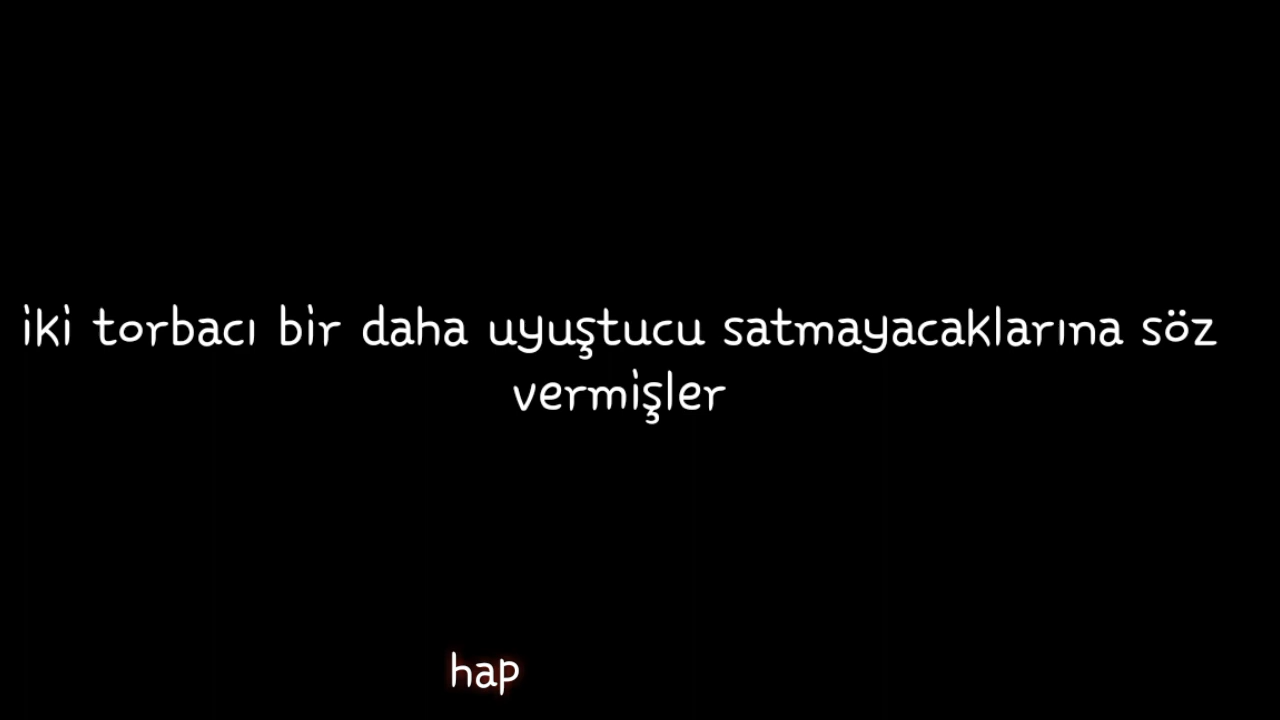 iki torbacı bir daha uyuştucu satmayacaklarına söz
vermişler
hap